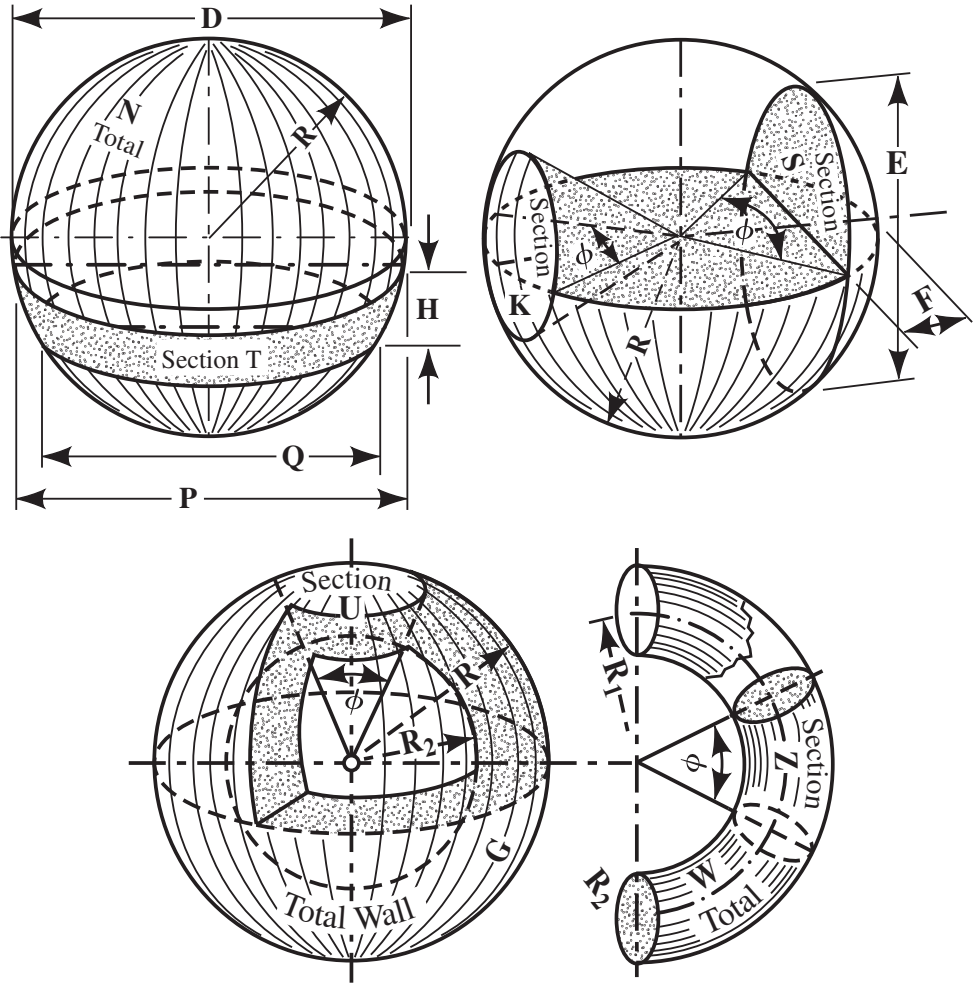 D
N
Total
R
H
Section T
Q
P
E
S
Section
Section
ϕ
ϕ
K
R
F
Section
U
R
ϕ
R2
G
Total Wall
R1
ϕ
Section
Z
T
R2
W
Total